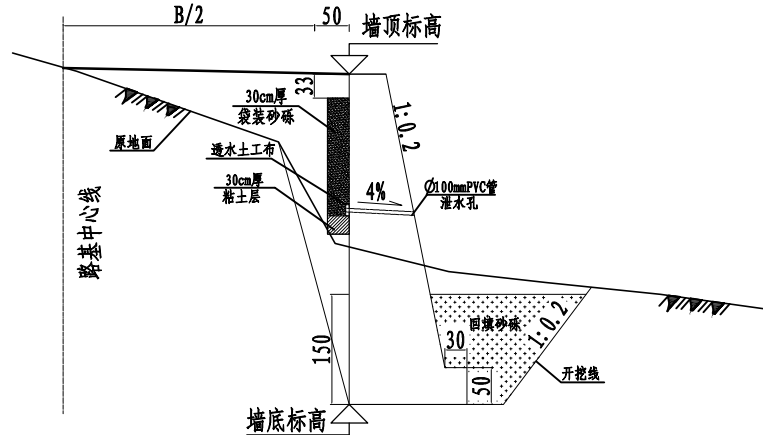 B/2
50
墙顶标高
33
30cm厚
袋装砂砾
1:0.2
原地面
透水土工布
30cm厚
粘土层
4%
Ø100mmPVC管
泄水孔
路基中心线
回填砂砾
1:0.2
30
150
50
开挖线
墙底标高